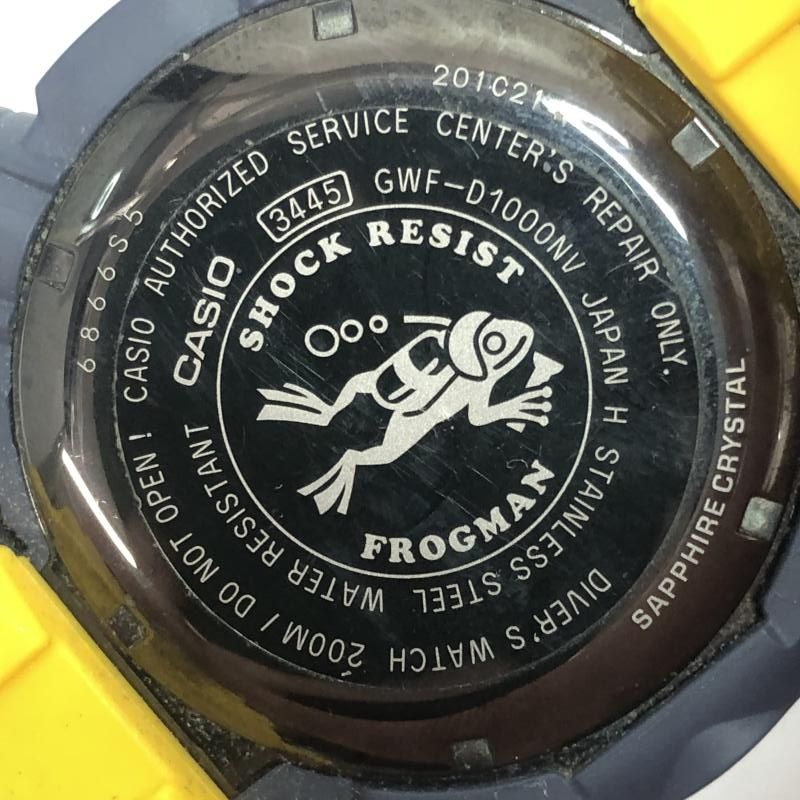 201C21
CASIO AUTHORIZED SERVICE CENTER'S REPAIR ONLY.
DIVER'S WATCH 200M / DO NOT OPEN !
6866S5
CASIO 3445 GWF-D1000NV JAPAN H STAINLESS STEEL WATER RESISTANT
SHOCK RESIST
FROGMAN
SAPPHIRE CRYSTAL